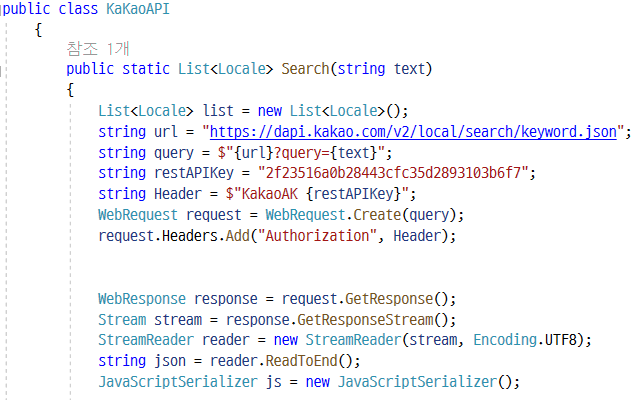 public class KaKaoAPI
{
참조 1개
public static List<Locale> Search(string text)
{
List<Locale> list = new List<Locale>();
string url = "https://dapi.kakao.com/v2/local/search/keyword.json";
string query = $"{url}?query={text}";
string restAPIKey = "2f23516a0b28443cfc35d2893103b6f7";
string Header = $"KakaoAK {restAPIKey}";
WebRequest request = WebRequest.Create(query);
request.Headers.Add("Authorization", Header);
WebResponse response = request.GetResponse();
Stream stream = response.GetResponseStream();
StreamReader reader = new StreamReader(stream, Encoding.UTF8);
string json = reader.ReadToEnd();
JavaScriptSerializer js = new JavaScriptSerializer();